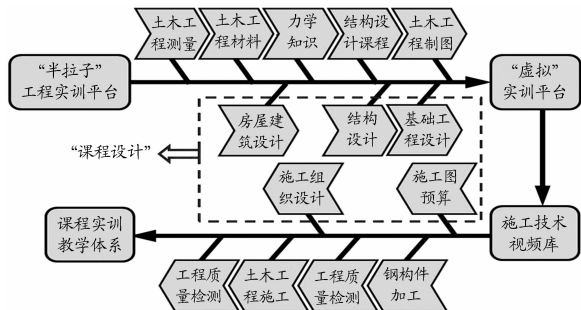 土木工
程测量
土木工
程材料
力学
知识
结构设
计课程
土木工
程制图
“半拉子”
工程实训平台
“虚拟”
实训平台
房屋建
筑设计
结构
设计
基础工
程设计
“课程设计”
施工组
织设计
施工图
预算
课程实训
教学体系
施工技术
视频库
工程质
量检测
土木工
程施工
工程质
量检测
钢构件
加工